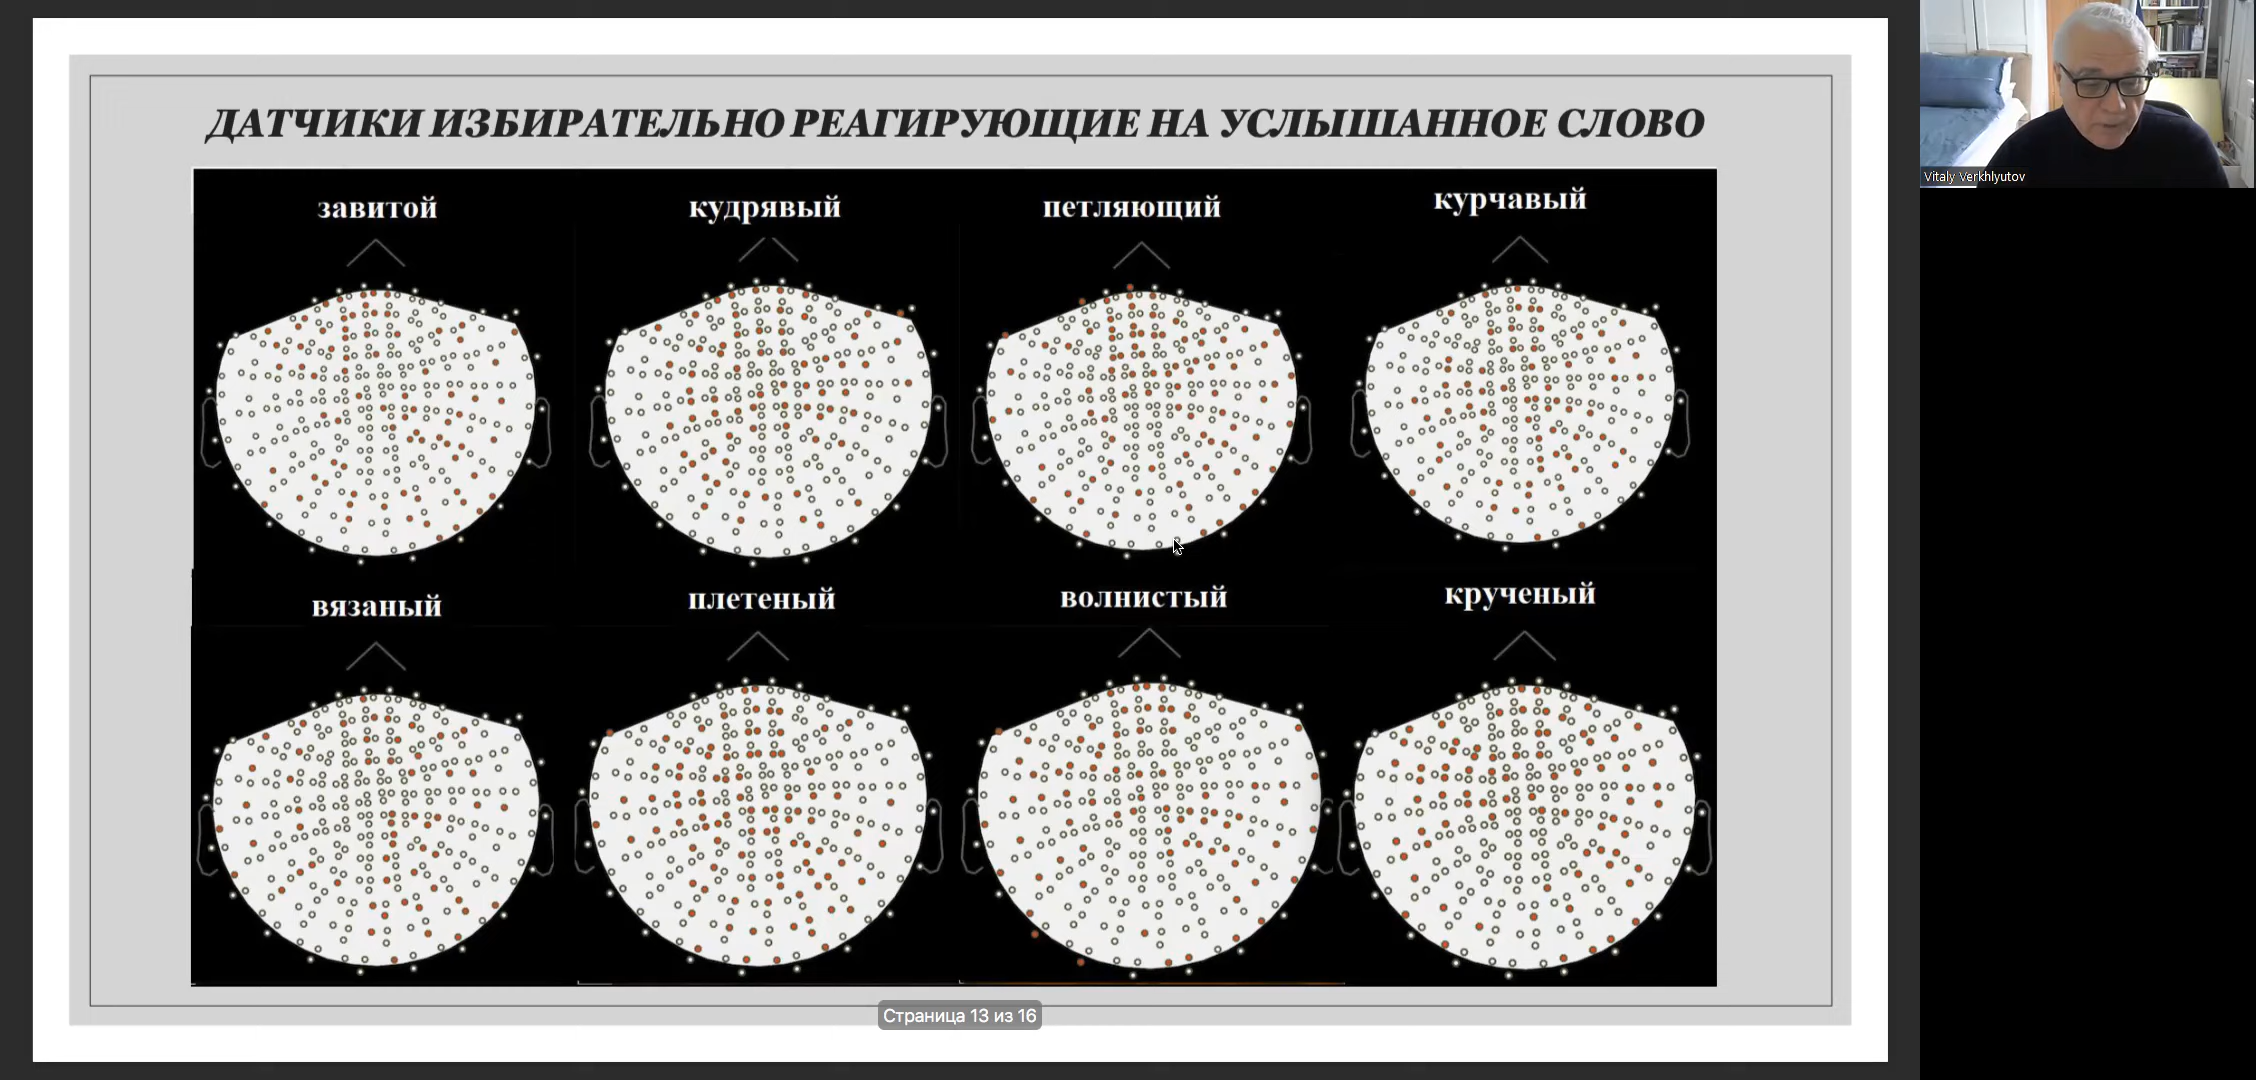 ДАТЧИКИ ИЗБИРАТЕЛЬНО РЕАГИРУЮЩИЕ НА УСЛЫШАННОЕ СЛОВО
завитой
кудрявый
петляющий
курчавый
вязаный
плетеный
волнистый
крученый
Страница 13 из 16
Vitaly Verkhlyutov